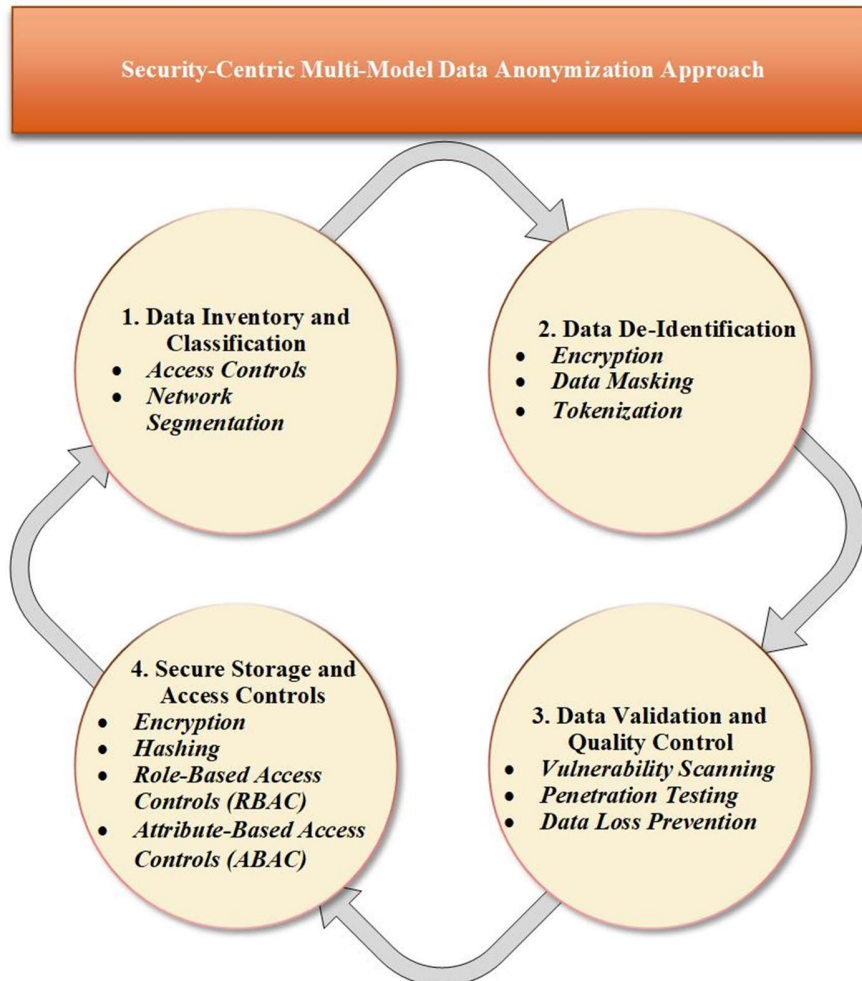 Security-Centric Multi-Model Data Anonymization Approach
1. Data Inventory and
Classification
• Access Controls
• Network
Segmentation
2. Data De-Identification
• Encryption
• Data Masking
• Tokenization
3. Data Validation and
Quality Control
• Vulnerability Scanning
• Penetration Testing
• Data Loss Prevention
4. Secure Storage and
Access Controls
• Encryption
• Hashing
• Role-Based Access
Controls (RBAC)
• Attribute-Based Access
Controls (ABAC)